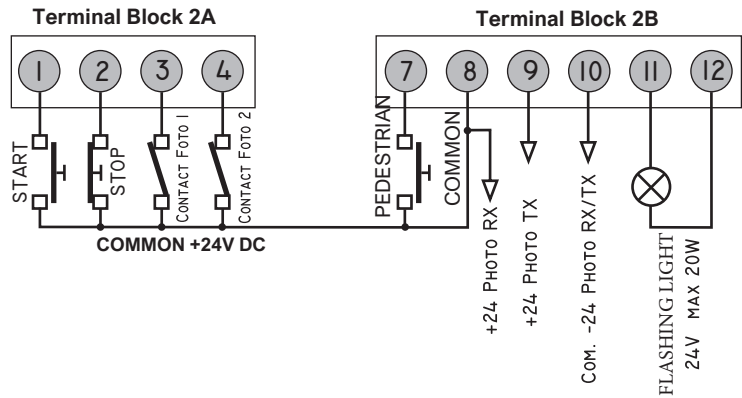 Terminal Block 2A
Terminal Block 2B
1
2
3
4
7
8
9
10
11
12
START
STOP
CONTACT FOTO 1
CONTACT FOTO 2
PEDESTRIAN
COMMON
COMMON +24V DC
+24 PHOTO RX
+24 PHOTO TX
COM. -24 PHOTO RX/TX
FLASHING LIGHT
24V MAX 20W